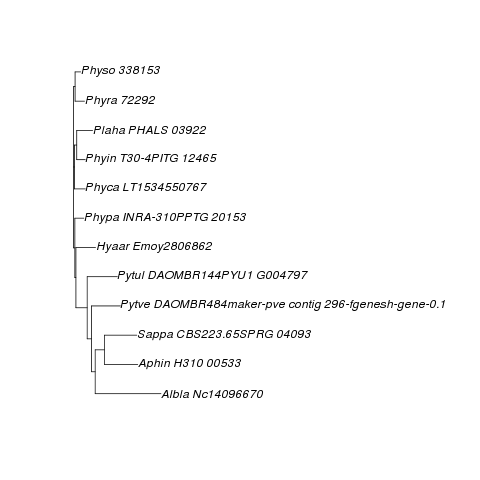 Physo 338153
Phyra 72292
Plaha PHALS 03922
Phyin T30-4PITG 12465
Phyca LT1534550767
Phypa INRA-310PPTG 20153
Hyaar Emoy2806862
Pytul DAOMBR144PYU1 G004797
Pytve DAOMBR484maker-pve contig 296-fgenesh-gene-0.1
Sappa CBS223.65SPRG 04093
Aphin H310 00533
Albla Nc14096670